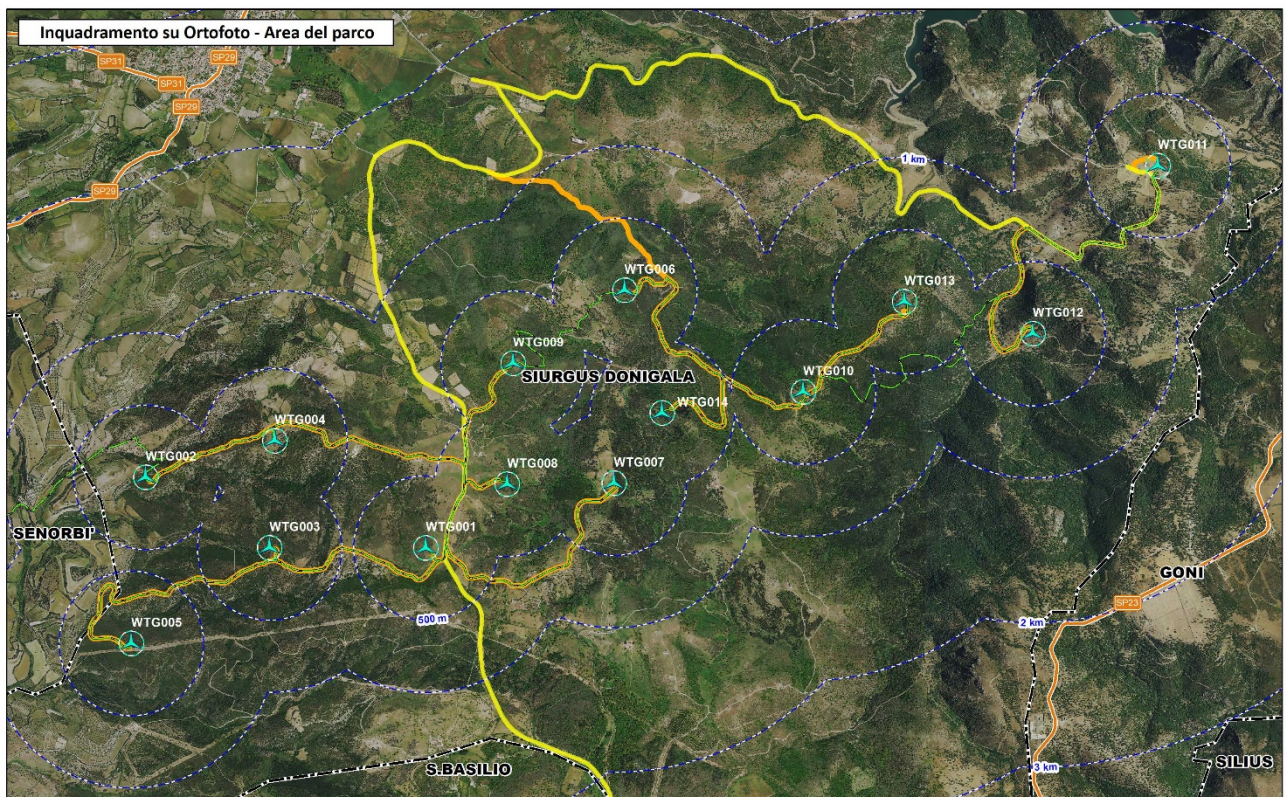 Inquadramento su Ortofoto - Area del parco
SP31
SP29
SP31
SP29
SP29
WTG011
1 km
WTG006
WTG013
WTG012
WTG009
SIURGUS DONIGALA
WTG010
WTG014
WTG004
WTG002
WTG008
WTG007
SENORBI'
WTG003
WTG001
GONI
SP23
500 m
2 km
WTG005
S.BASILIO
3 km
SILIUS